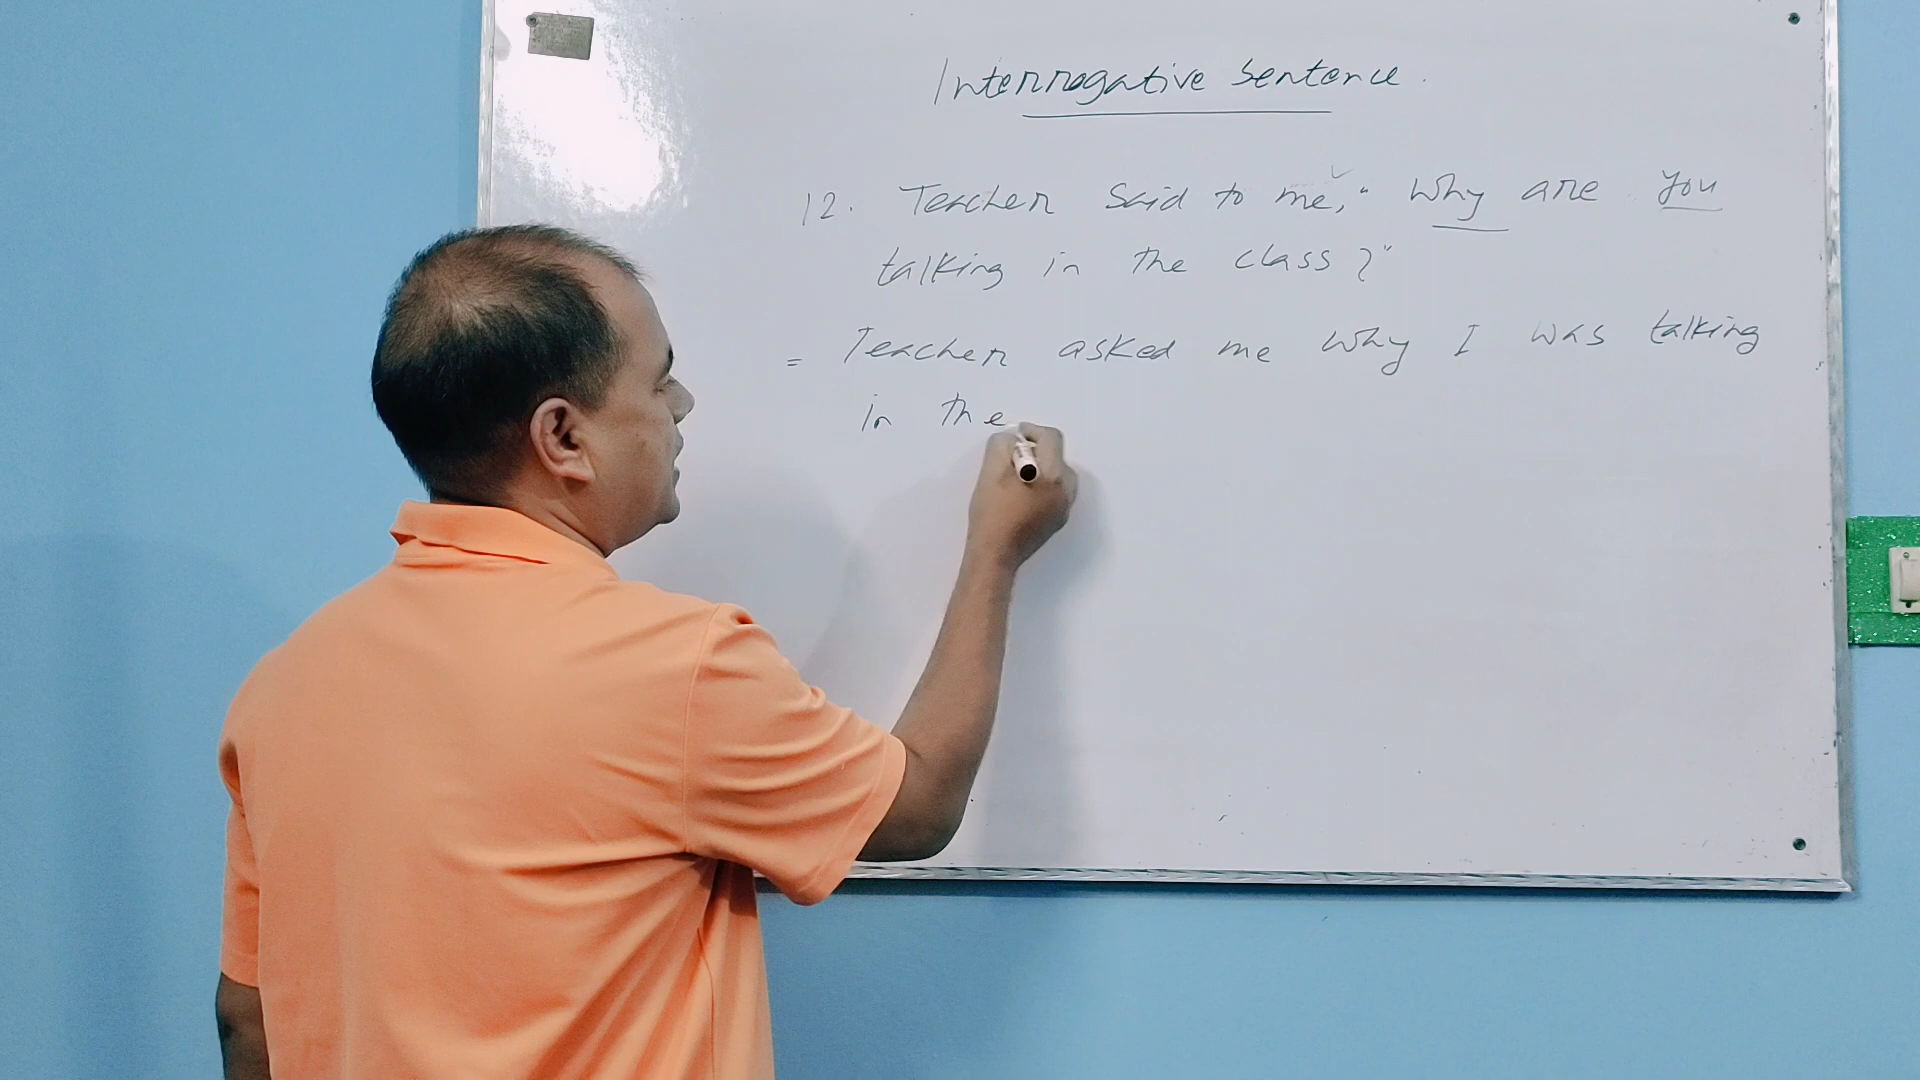 Interrogative Sentence.
12. Teacher Said to me, " Why are you
talking in the class ?"
= Teacher asked me why I was talking
in the